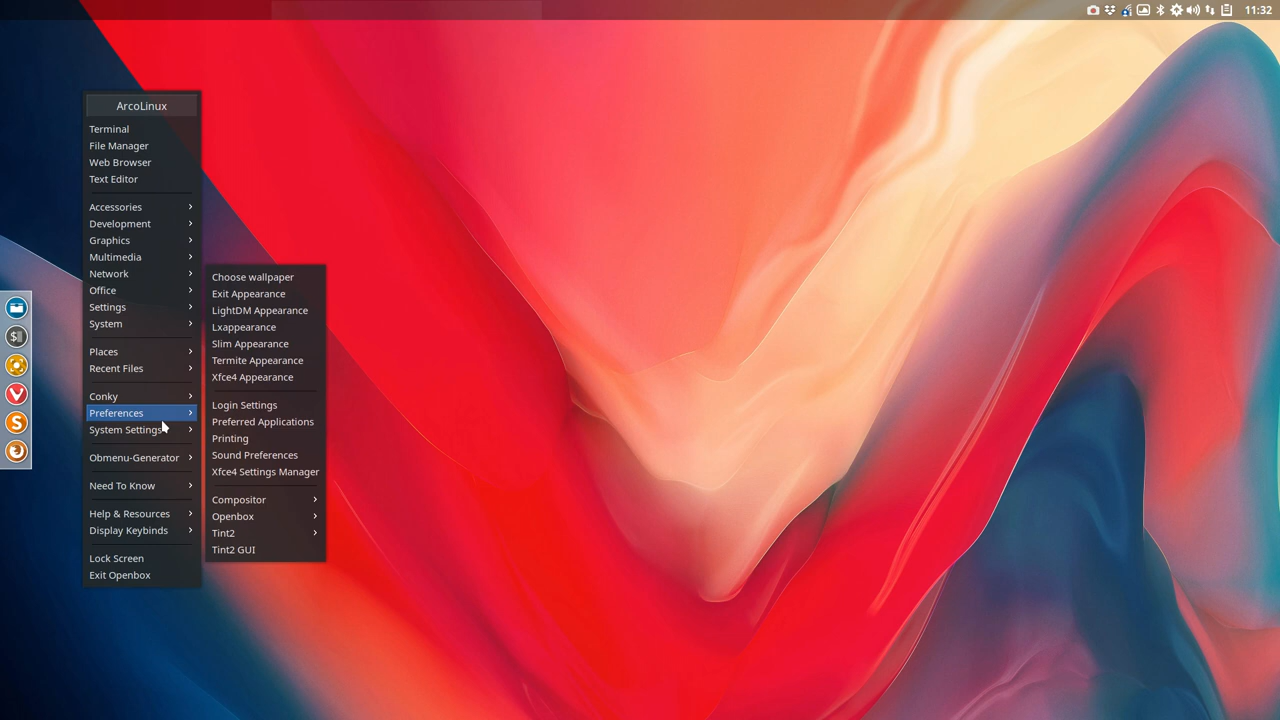 11:32
ArcoLinux
Terminal
File Manager
Web Browser
Text Editor
Accessories
Development
Graphics
Multimedia
Network
Office
Settings
System
Places
Recent Files
Conky
Preferences
System Settings
Obmenu-Generator
Need To Know
Help & Resources
Display Keybinds
Lock Screen
Exit Openbox
Choose wallpaper
Exit Appearance
LightDM Appearance
Lxappearance
Slim Appearance
Termite Appearance
Xfce4 Appearance
Login Settings
Preferred Applications
Printing
Sound Preferences
Xfce4 Settings Manager
Compositor
Openbox
Tint2
Tint2 GUI